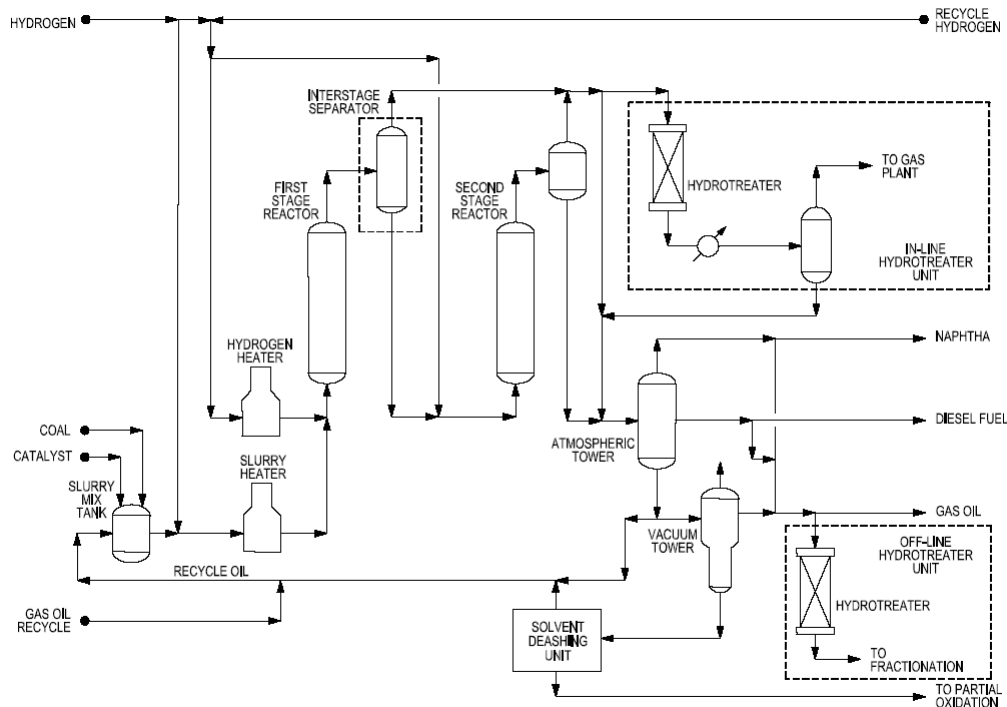 HYDROGEN
RECYCLE
HYDROGEN
INTERSTAGE
SEPARATOR
TO GAS
PLANT
HYDROTREATER
FIRST
STAGE
REACTOR
SECOND
STAGE
REACTOR
IN-LINE
HYDROTREATER
UNIT
NAPHTHA
HYDROGEN
HEATER
DIESEL FUEL
COAL
ATMOSPHERIC
TOWER
CATALYST
SLURRY
HEATER
SLURRY
MIX
TANK
GAS OIL
VACUUM
TOWER
OFF-LINE
HYDROTREATER
UNIT
RECYCLE OIL
HYDROTREATER
GAS OIL
RECYCLE
SOLVENT
DEASHING
UNIT
TO
FRACTIONATION
TO PARTIAL
OXIDATION